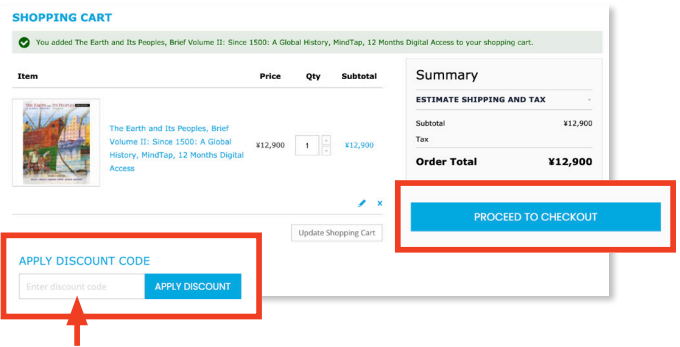 SHOPPING CART
You added The Earth and Its Peoples, Brief Volume II: Since 1500: A Global History, MindTap, 12 Months Digital Access to your shopping cart.
Item Price Qty Subtotal
The Earth and Its Peoples, Brief
Volume II: Since 1500: A Global
History, MindTap, 12 Months Digital
Access
¥12,900 1 ¥12,900
Update Shopping Cart
Summary
ESTIMATE SHIPPING AND TAX
Subtotal ¥12,900
Tax
Order Total ¥12,900
PROCEED TO CHECKOUT
APPLY DISCOUNT CODE
Enter discount code APPLY DISCOUNT